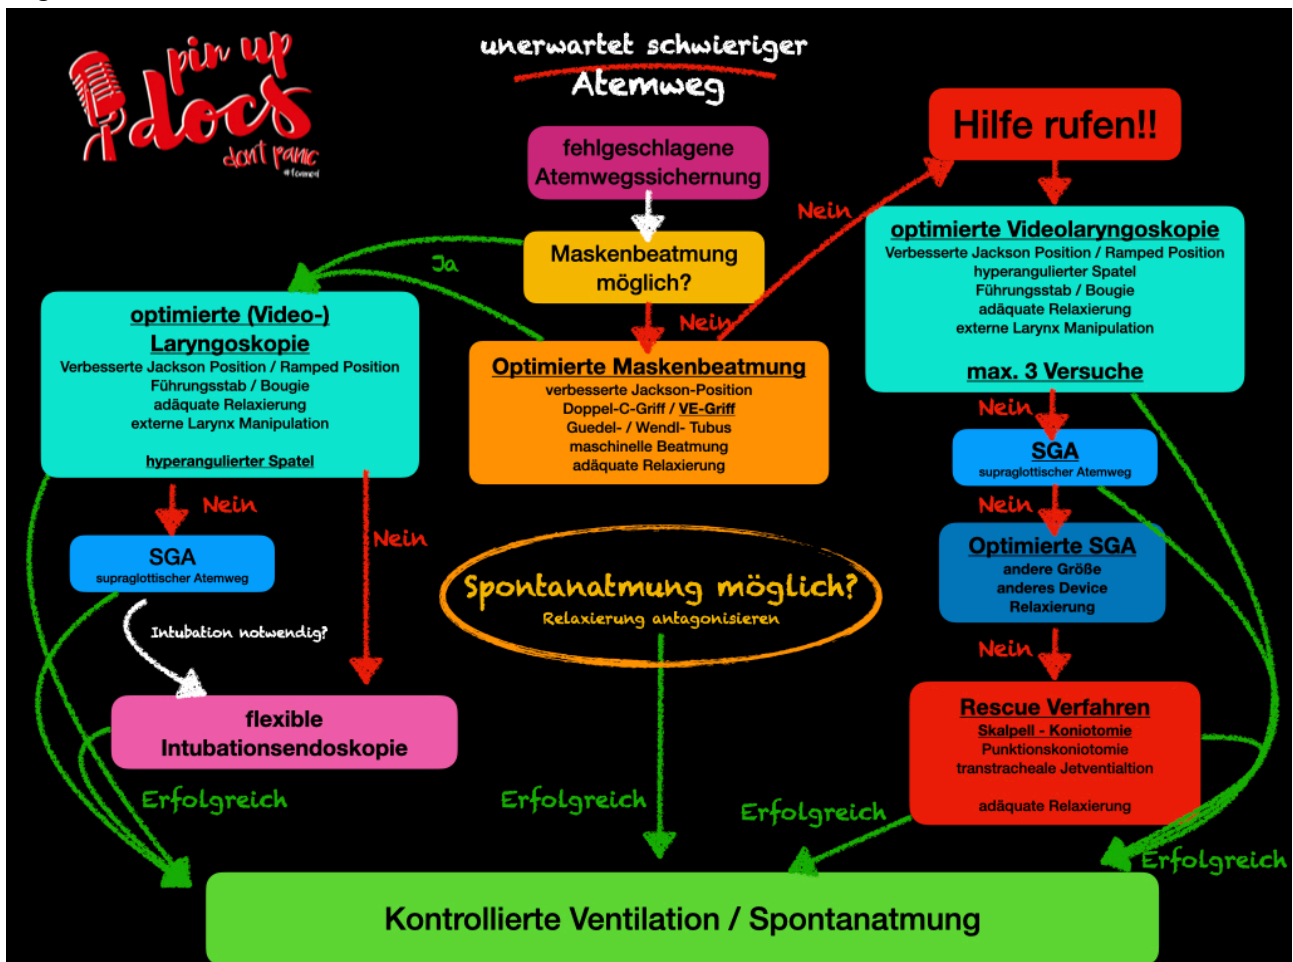 pin up
docs
don't panic
#foamed
unerwartet schwieriger
Atemweg
fehlgeschlagene
Atemwegssichernung
Maskenbeatmung
möglich?
Ja
Nein
Nein
Hilfe rufen!!
optimierte (Video-)
Laryngoskopie
Verbesserte Jackson Position / Ramped Position
Führungsstab / Bougie
adäquate Relaxierung
externe Larynx Manipulation
hyperangulierter Spatel
Optimierte Maskenbeatmung
verbesserte Jackson-Position
Doppel-C-Griff / VE-Griff
Guedel- / Wendl- Tubus
maschinelle Beatmung
adäquate Relaxierung
optimierte Videolaryngoskopie
Verbesserte Jackson Position / Ramped Position
hyperangulierter Spatel
Führungsstab / Bougie
adäquate Relaxierung
externe Larynx Manipulation
max. 3 Versuche
Nein
Nein
SGA
supraglottischer Atemweg
Intubation notwendig?
flexible
Intubationsendoskopie
Spontanatmung möglich?
Relaxierung antagonisieren
Nein
SGA
supraglottischer Atemweg
Nein
Optimierte SGA
andere Größe
anderes Device
Relaxierung
Nein
Rescue Verfahren
Skalpell - Koniotomie
Punktionskoniotomie
transtracheale Jetventialtion
adäquate Relaxierung
Erfolgreich
Erfolgreich
Erfolgreich
Erfolgreich
Kontrollierte Ventilation / Spontanatmung